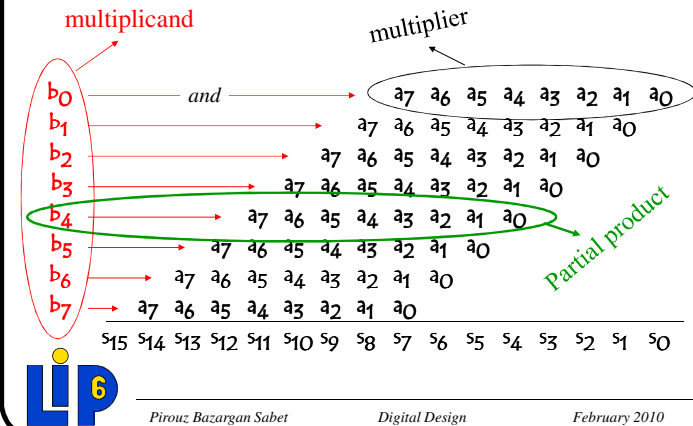 multiplicand
multiplier
b0 and a7 a6 a5 a4 a3 a2 a1 a0
b1 a7 a6 a5 a4 a3 a2 a1 a0
b2 a7 a6 a5 a4 a3 a2 a1 a0
b3 a7 a6 a5 a4 a3 a2 a1 a0
b4 a7 a6 a5 a4 a3 a2 a1 a0
b5 a7 a6 a5 a4 a3 a2 a1 a0
b6 a7 a6 a5 a4 a3 a2 a1 a0
b7 a7 a6 a5 a4 a3 a2 a1 a0
Partial product
s15 s14 s13 s12 s11 s10 s9 s8 s7 s6 s5 s4 s3 s2 s1 s0
LIP6
Pirouz Bazargan Sabet Digital Design February 2010